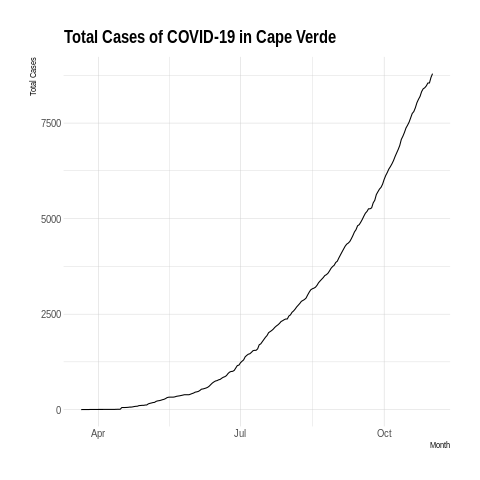 Total Cases of COVID-19 in Cape Verde
Total Cases
7500
5000
2500
0
Apr
Jul
Oct
Month